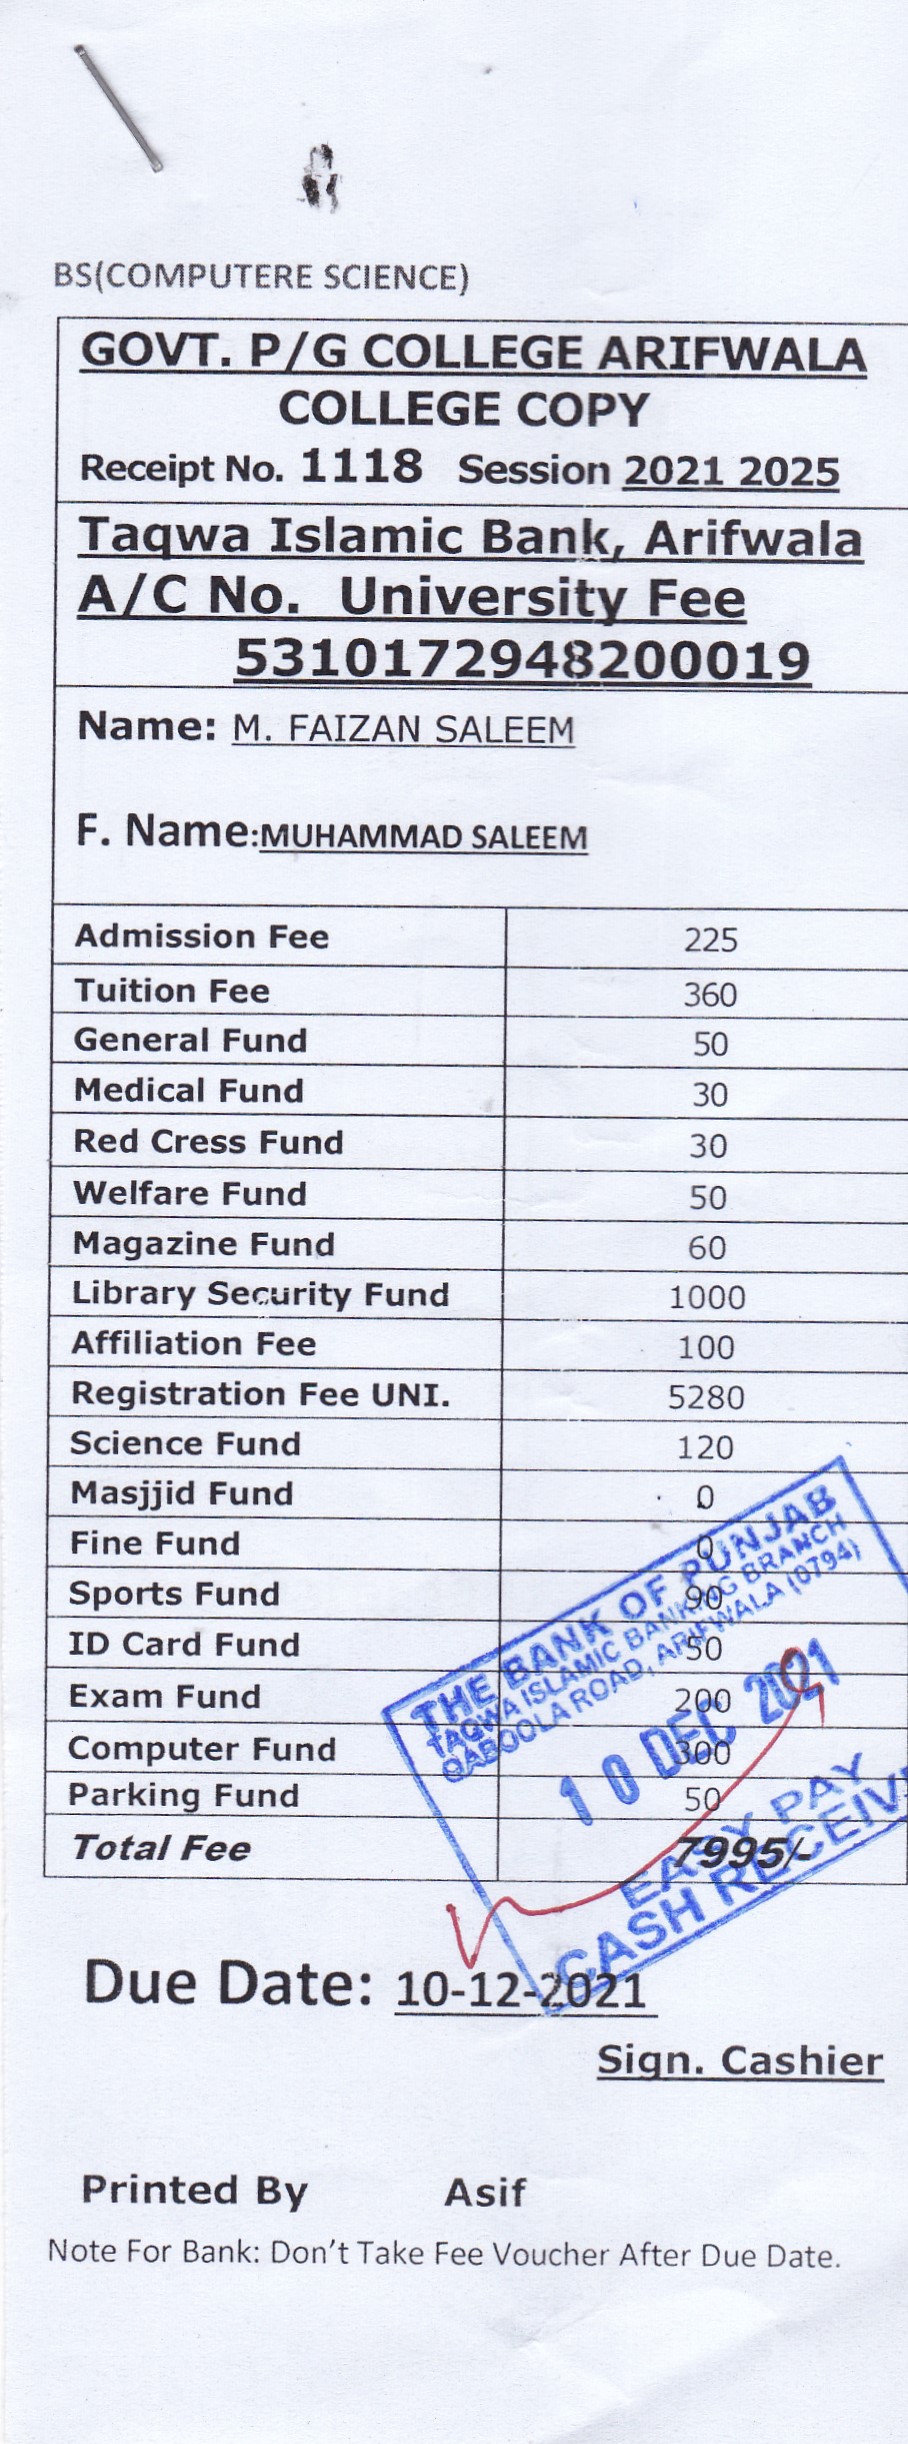 BS(COMPUTERE SCIENCE)
GOVT. P/G COLLEGE ARIFWALA
COLLEGE COPY
Receipt No. 1118 Session 2021 2025
Taqwa Islamic Bank, Arifwala
A/C No. University Fee
5310172948200019
Name: M. FAIZAN SALEEM
F. Name:MUHAMMAD SALEEM
Admission Fee 225
Tuition Fee 360
General Fund 50
Medical Fund 30
Red Cress Fund 30
Welfare Fund 50
Magazine Fund 60
Library Security Fund 1000
Affiliation Fee 100
Registration Fee UNI. 5280
Science Fund 120
Masjjid Fund 0
Fine Fund 0
Sports Fund 90
ID Card Fund 50
Exam Fund 200
Computer Fund 300
Parking Fund 50
Total Fee 7995/-
THE BANK OF PUNJAB
TAQWA ISLAMIC BANKING BRANCH
QABOOLA ROAD, ARIFWALA (0794)
10 DEC 2021
EASY PAY
CASH RECEIV
Due Date: 10-12-2021
Sign. Cashier
Printed By Asif
Note For Bank: Don't Take Fee Voucher After Due Date.